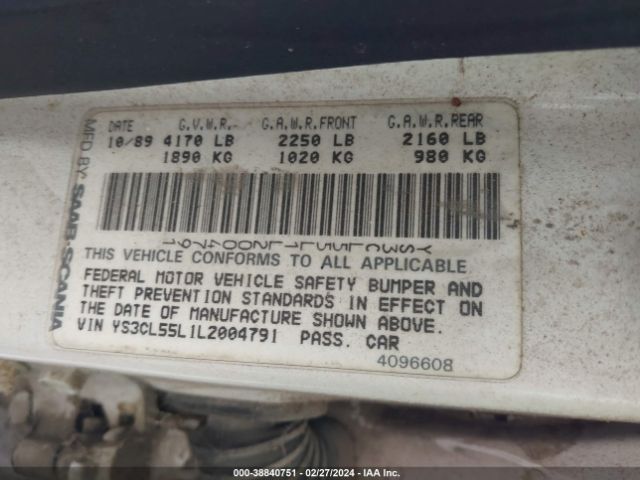 DATE G.V.W.R. G.A.W.R.FRONT G.A.W.R.REAR
10/89 4170 LB 2250 LB 2160 LB
1890 KG 1020 KG 980 KG
MFD BY SAAB-SCANIA
YS3CL55L1L2004791
THIS VEHICLE CONFORMS TO ALL APPLICABLE
FEDERAL MOTOR VEHICLE SAFETY BUMPER AND
THEFT PREVENTION STANDARDS IN EFFECT ON
THE DATE OF MANUFACTURE SHOWN ABOVE.
VIN YS3CL55L1L2004791 PASS. CAR
4096608
000-38840751 — 02/27/2024 — IAA Inc.